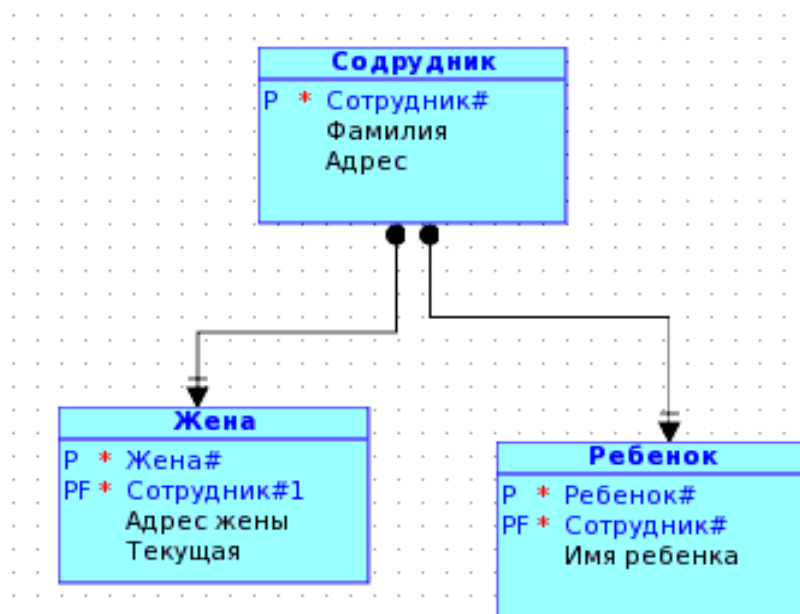 Содрудник
P * Сотрудник#
Фамилия
Адрес
Жена
P * Жена#
PF * Сотрудник#1
Адрес жены
Текущая
Ребенок
P * Ребенок#
PF * Сотрудник#
Имя ребенка